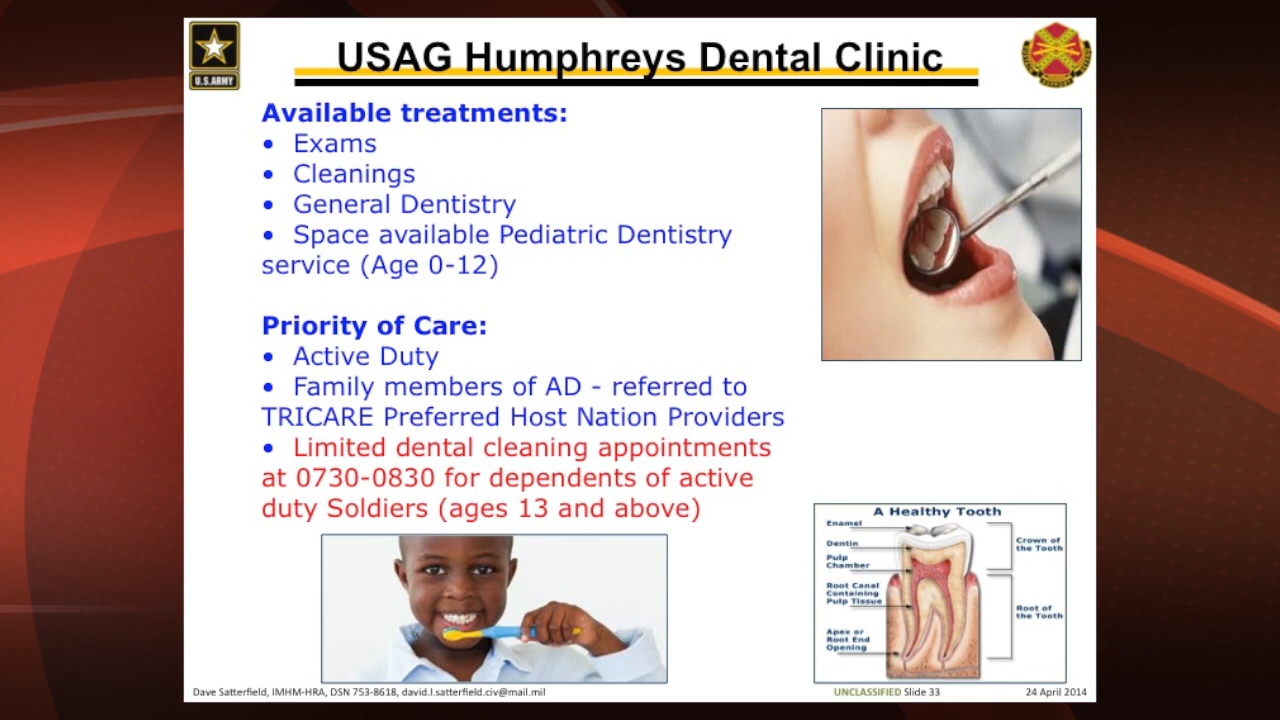 USAG Humphreys Dental Clinic
U.S.ARMY
Available treatments:
• Exams
• Cleanings
• General Dentistry
• Space available Pediatric Dentistry
service (Age 0-12)
Priority of Care:
• Active Duty
• Family members of AD - referred to
TRICARE Preferred Host Nation Providers
• Limited dental cleaning appointments
at 0730-0830 for dependents of active
duty Soldiers (ages 13 and above)
A Healthy Tooth
Enamel
Dentin
Pulp
Chamber
Root Canal
Containing
Pulp Tissue
Apex or
Root End
Opening
Crown of
the Tooth
Root of
the Tooth
Dave Satterfield, IMHM-HRA, DSN 753-8618, david.l.satterfield.civ@mail.mil
UNCLASSIFIED Slide 33
24 April 2014